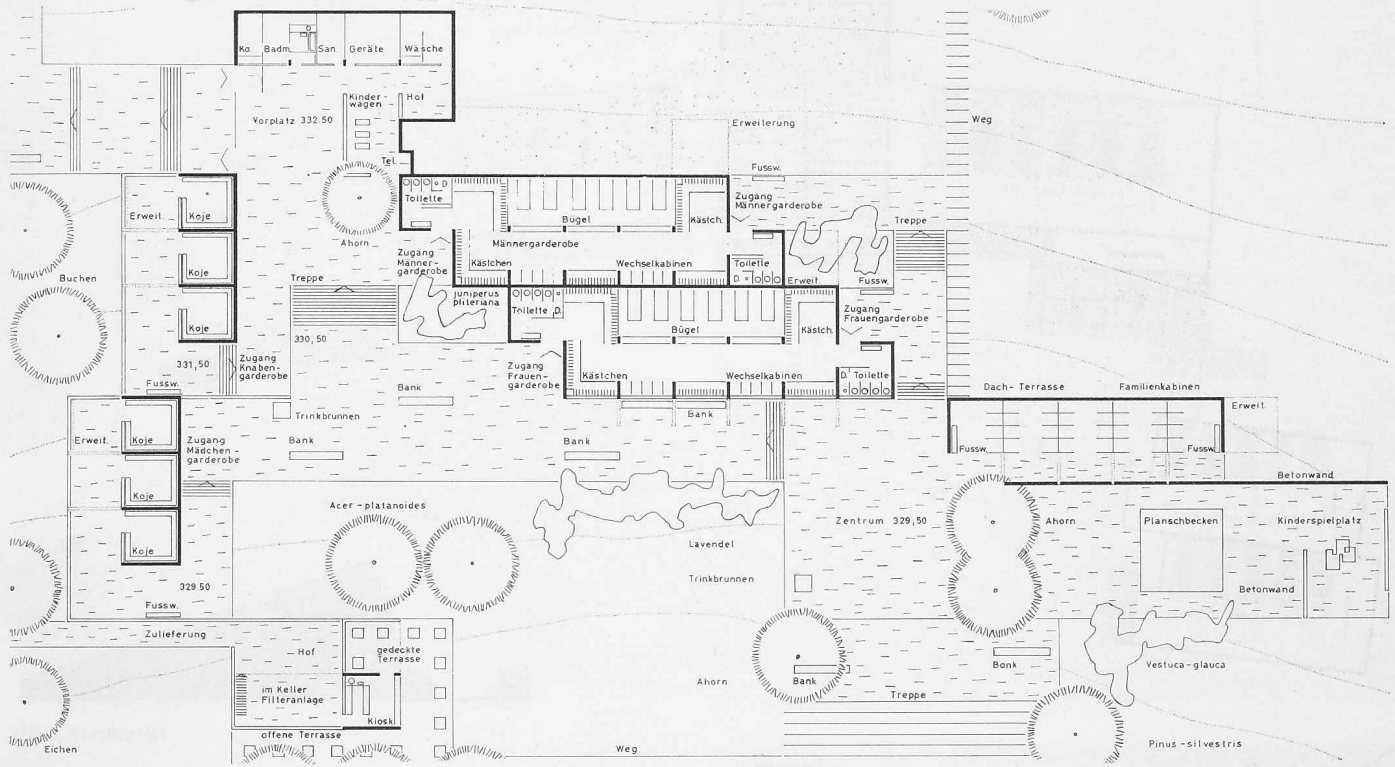 Ka. Badm. San. Geräte Wäsche
Kinder-
wagen
Hof
Vorplatz 332.50
Erweiterung
Weg
Tel.
Fussw.
Toilette
D.
Bügel
Kästch.
Zugang
Männergarderobe
Erweit.
Koje
Ahorn
Männergarderobe
Treppe
Zugang
Männer-
garderobe
Kästchen
Wechselkabinen
Toilette
D.
Erweit.
Fussw.
Buchen
Koje
Treppe
juniperus
pfiteriana
Toilette D.
Bügel
Kästch.
Zugang
Frauengarderobe
Koje
330,50
331,50
Zugang
Knaben-
garderobe
Zugang
Frauen-
garderobe
Kästchen
Wechselkabinen
D. Toilette
Fussw.
Bank
Bank
Dach-Terrasse
Familienkabinen
Erweit.
Trinkbrunnen
Erweit.
Koje
Zugang
Mädchen-
garderobe
Bank
Bank
Fussw.
Fussw.
Koje
Betonwand
Acer-platanoides
Zentrum 329,50
Ahorn
Planschbecken
Kinderspielplatz
Koje
Lavendel
329.50
Trinkbrunnen
Betonwand
Fussw.
Zulieferung
Hof
gedeckte
Terrasse
Bank
Vestuca-glauca
Ahorn
Bank
im Keller
Filteranlage
Treppe
Kiosk
offene Terrasse
Eichen
Weg
Pinus-silvestris